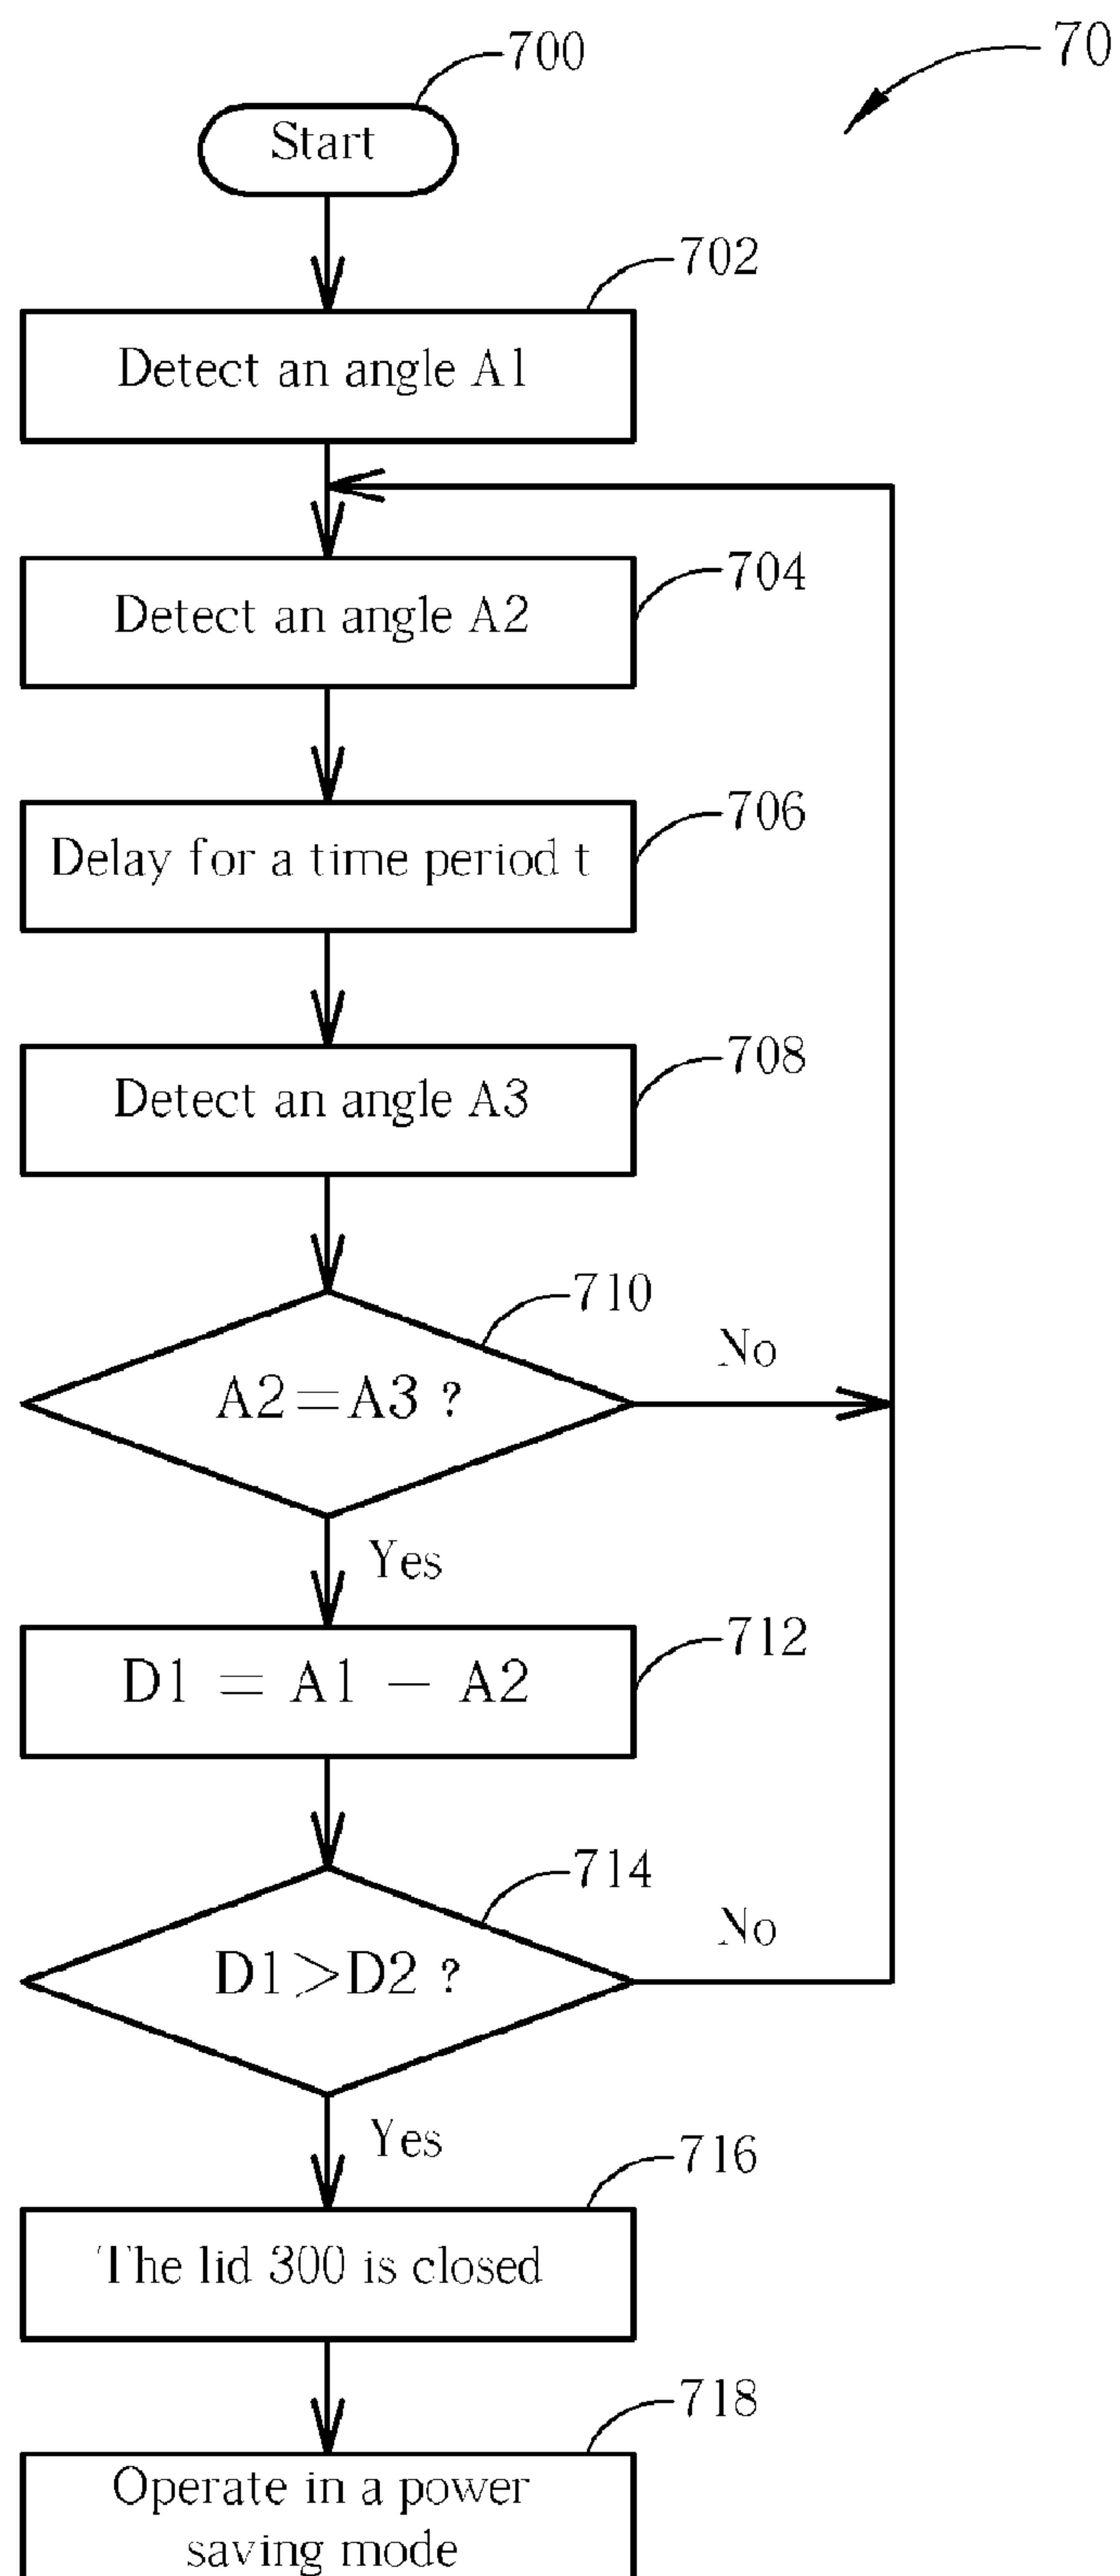 70
700
Start
702
Detect an angle A1
704
Detect an angle A2
706
Delay for a time period t
708
Detect an angle A3
710
A2=A3 ?
No
Yes
712
D1 = A1 − A2
714
D1>D2 ?
No
Yes
716
The lid 300 is closed
718
Operate in a power
saving mode